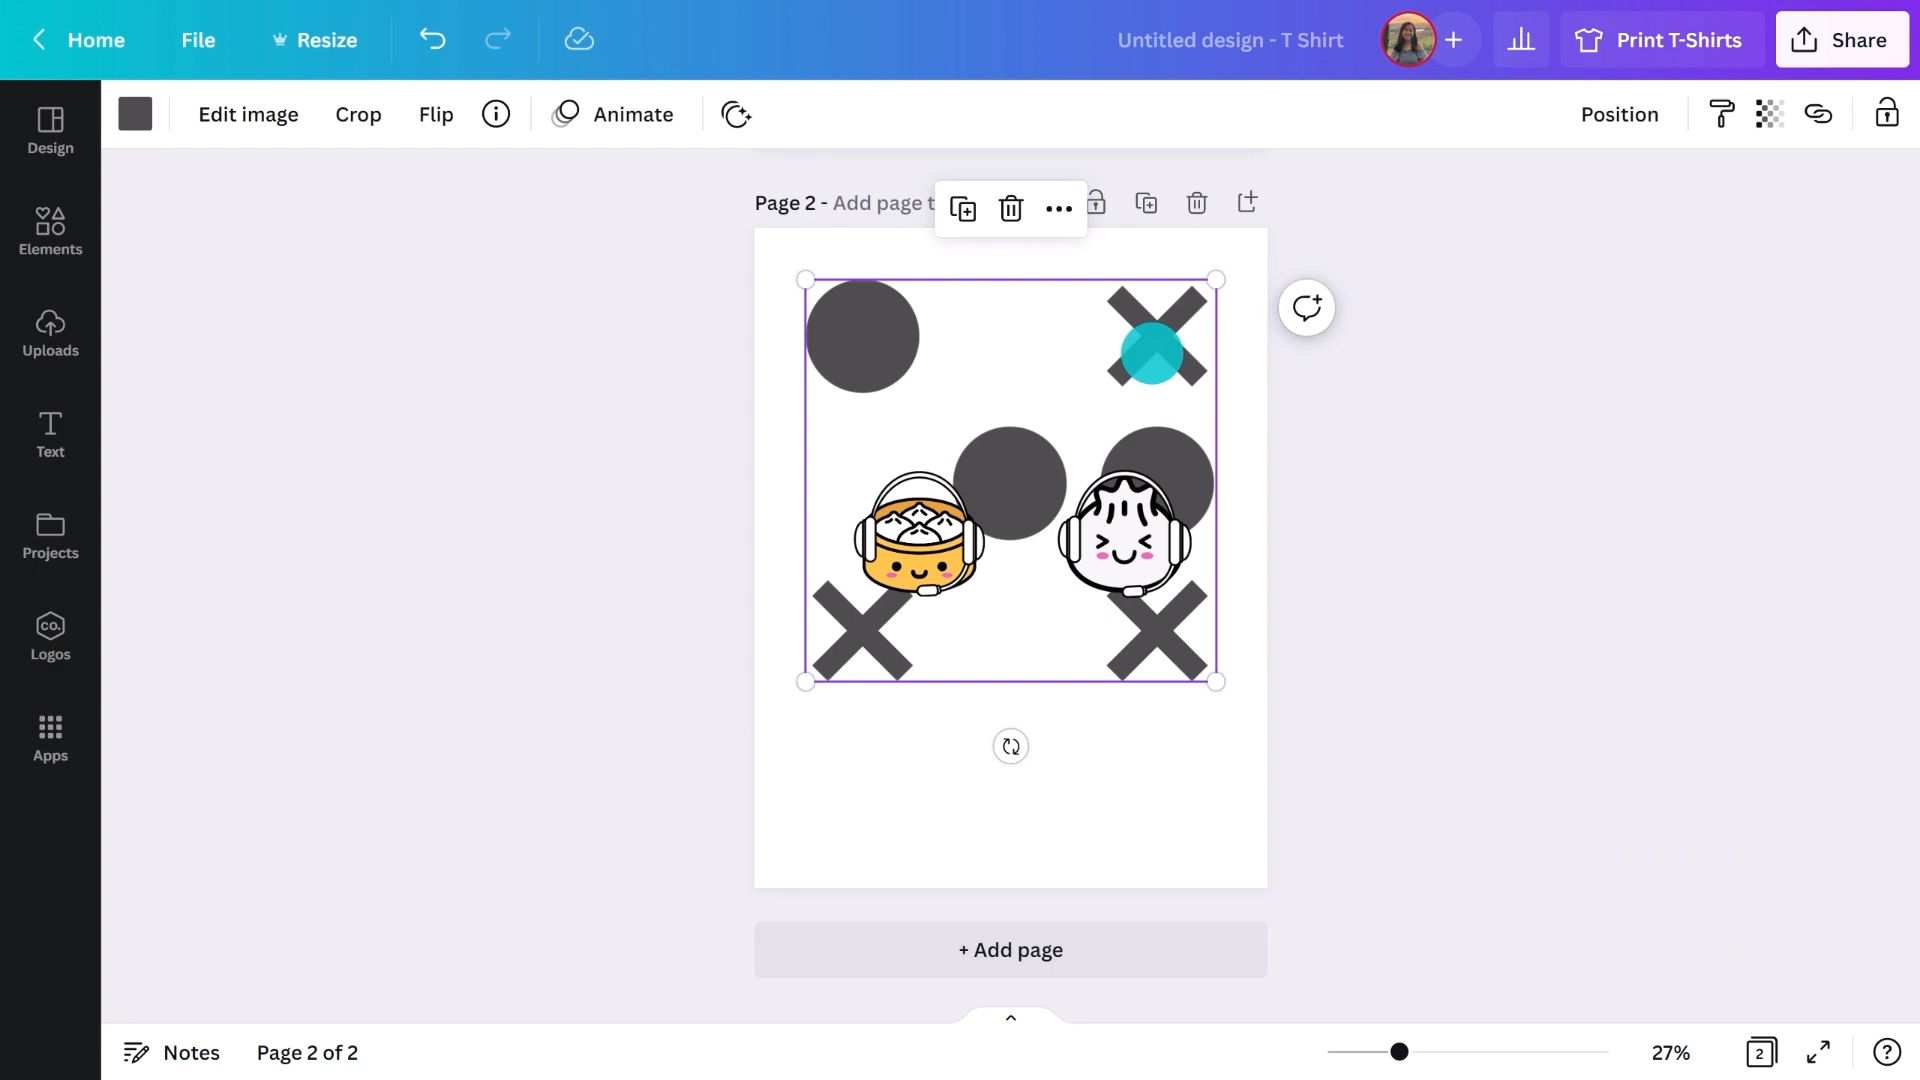 Home
File
Resize
Untitled design - T Shirt
Print T-Shirts
Share
Edit image
Crop
Flip
Animate
Position
Design
Elements
Uploads
Text
Projects
CO.
Logos
Apps
Page 2 - Add page t
+ Add page
Notes
Page 2 of 2
27%
2
?